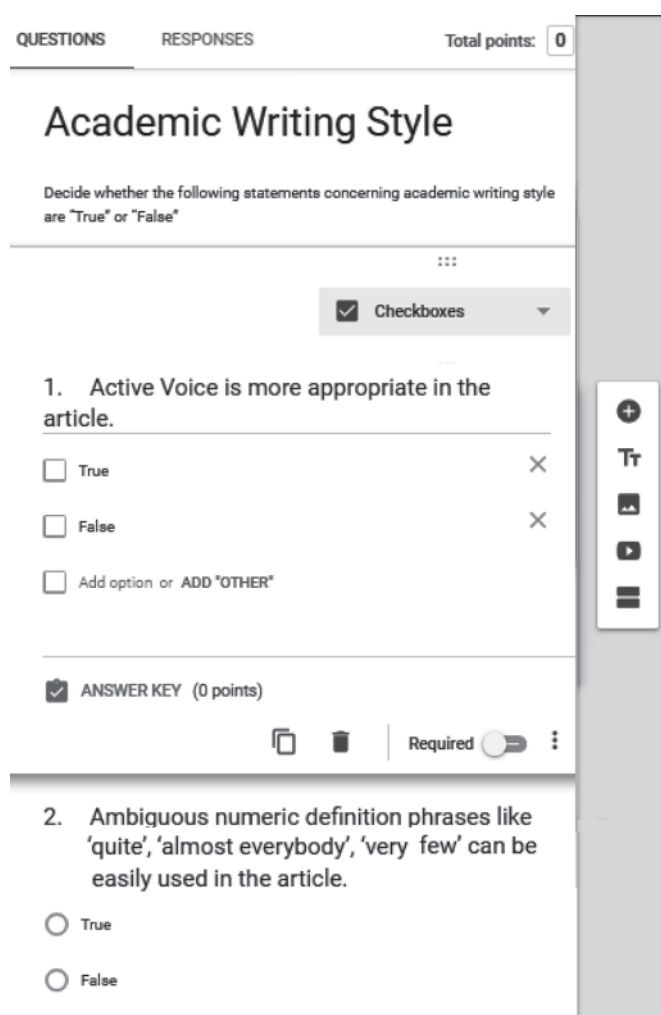 QUESTIONS RESPONSES Total points: 0
Academic Writing Style
Decide whether the following statements concerning academic writing style
are "True" or "False"
Checkboxes
1. Active Voice is more appropriate in the
article.
True
False
Add option or ADD "OTHER"
ANSWER KEY (0 points)
Required
2. Ambiguous numeric definition phrases like
‘quite’, ‘almost everybody’, ‘very few’ can be
easily used in the article.
True
False
Tт